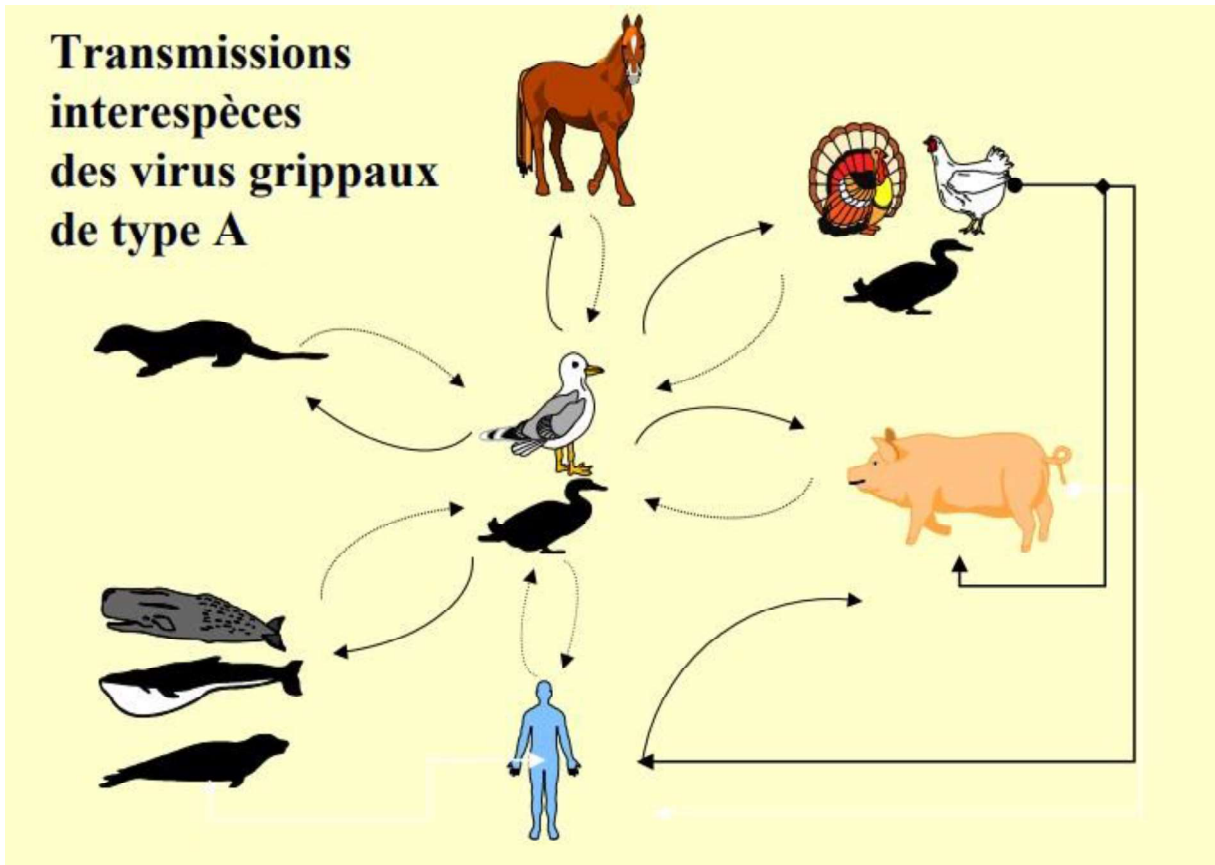 Transmissions
interespèces
des virus grippaux
de type A